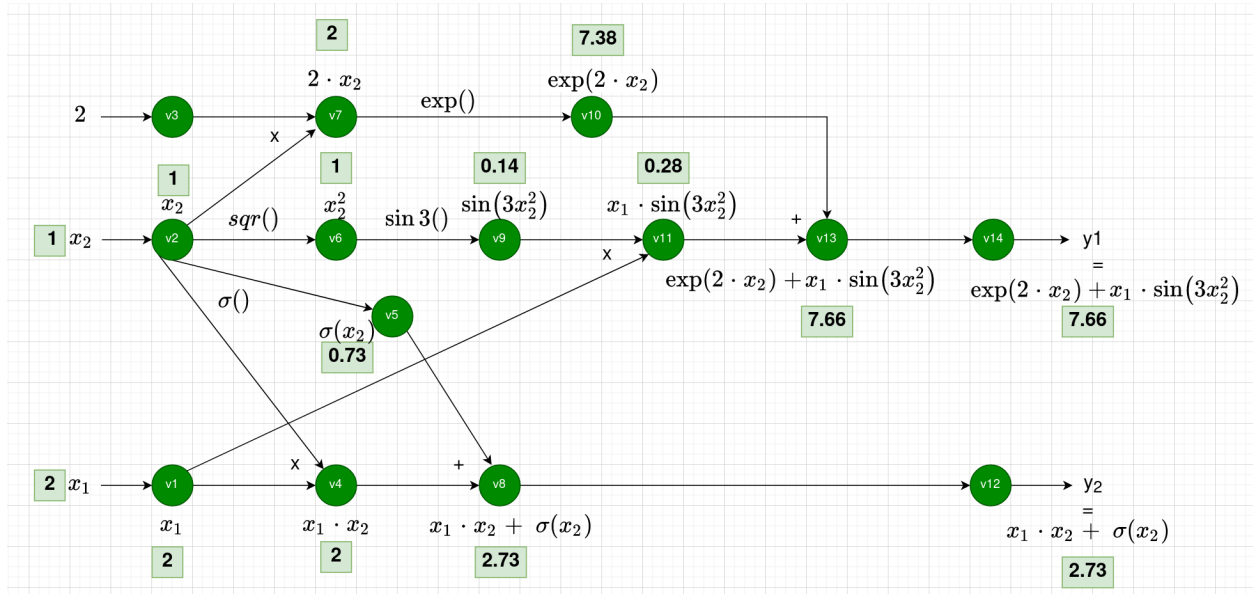 2
7.38
2 · x₂
exp(2 · x₂)
exp()
2
v3
v7
v10
x
1
1
0.14
0.28
x₂
x₂²
sin(3x₂²)
x₁ · sin(3x₂²)
sqr()
sin 3()
+
1
x₂
v2
v6
v9
v11
v13
v14
y1
x
=
exp(2 · x₂) + x₁ · sin(3x₂²)
exp(2 · x₂) + x₁ · sin(3x₂²)
σ()
v5
σ(x₂)
7.66
7.66
0.73
x
+
2
x₁
v1
v4
v8
v12
y₂
=
x₁
x₁ · x₂
x₁ · x₂ + σ(x₂)
x₁ · x₂ + σ(x₂)
2
2
2.73
2.73